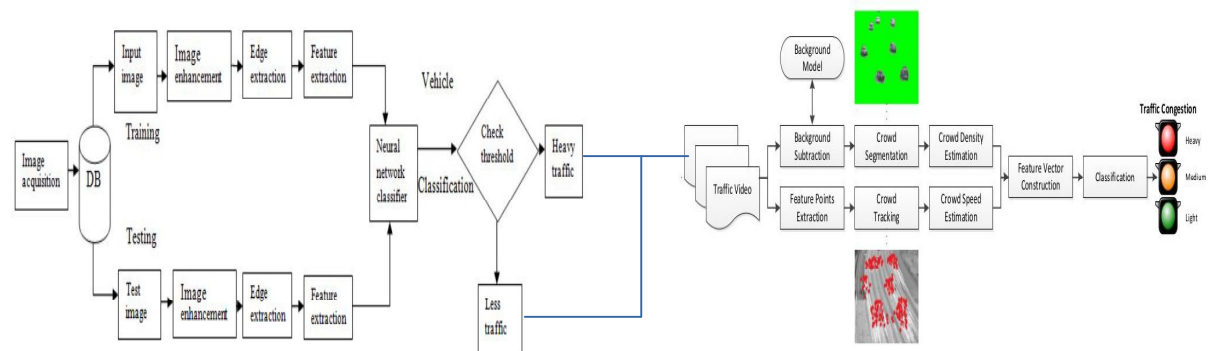 Input
image
Image
enhancement
Edge
extraction
Feature
extraction
Training
Image
acquisition
DB
Testing
Test
image
Image
enhancement
Edge
extraction
Feature
extraction
Neural
network
classifier
Vehicle
Classification
Check
threshold
Heavy
traffic
Less
traffic
Traffic Video
Background
Model
Background
Subtraction
Crowd
Segmentation
Crowd Density
Estimation
Feature Points
Extraction
Crowd
Tracking
Crowd Speed
Estimation
Feature Vector
Construction
Classification
Traffic Congestion
Heavy
Medium
Light